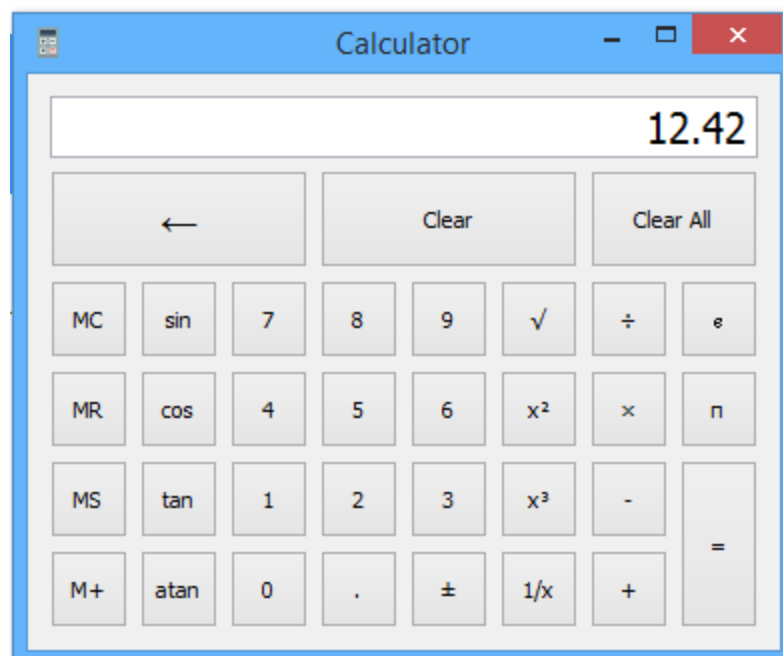 Calculator
12.42
← Clear Clear All
MC sin 7 8 9 √ ÷ e
MR cos 4 5 6 x² × п
MS tan 1 2 3 x³ -
=
M+ atan 0 . ± 1/x +